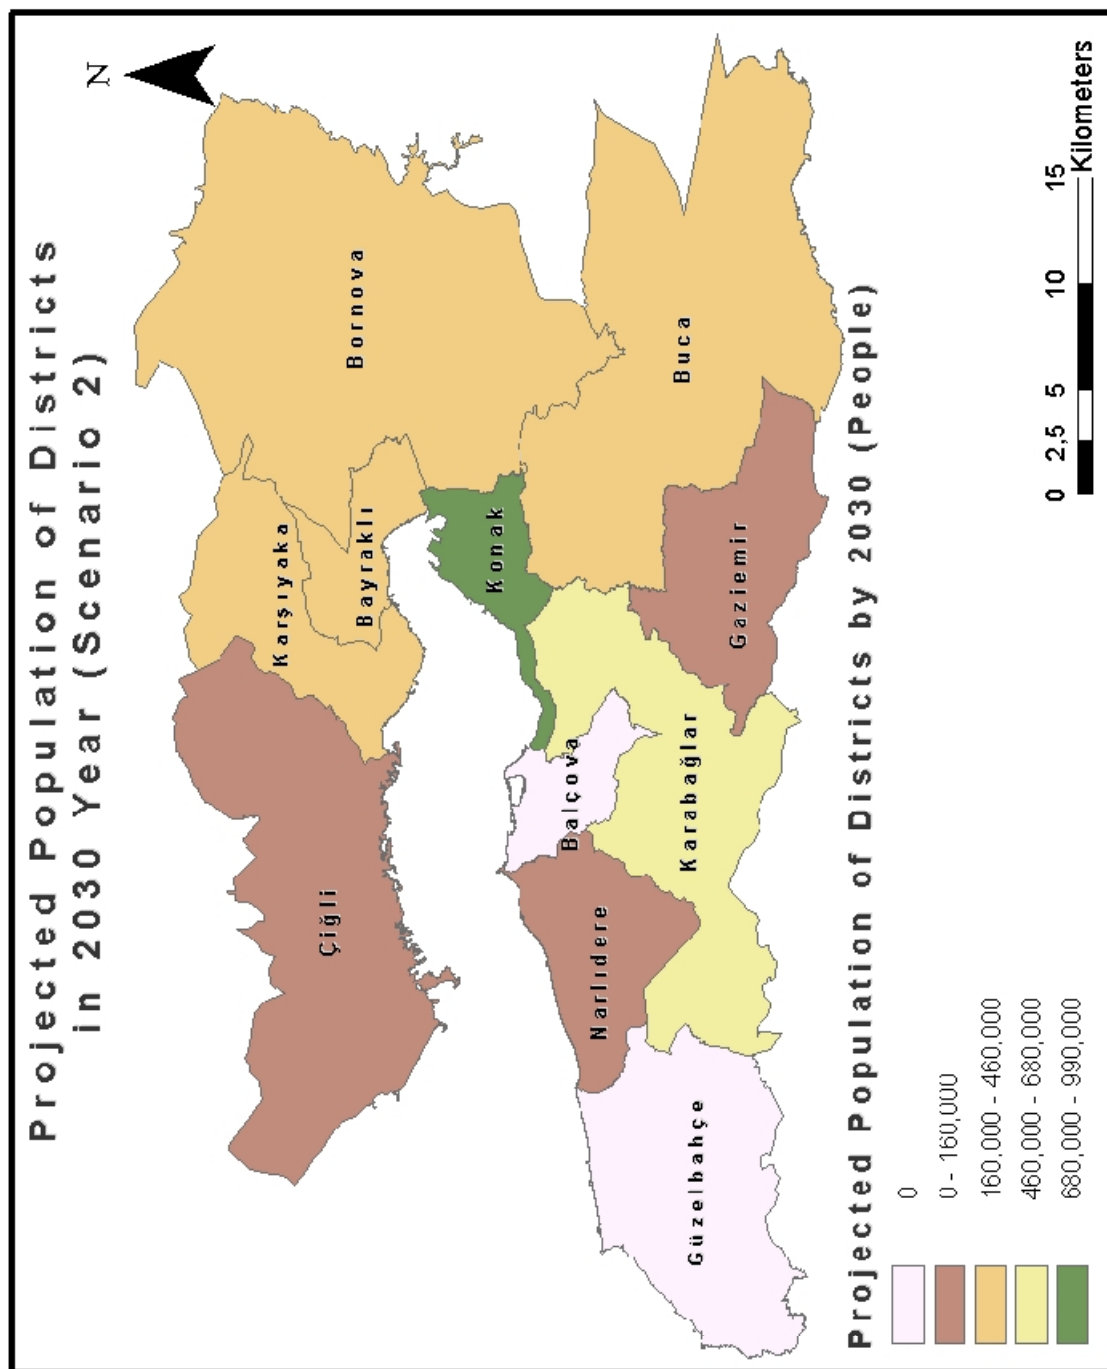 Projected Population of Districts
in 2030 Year (Scenario 2)
N
Bornova
Karşıyaka
Bayraklı
Çiğli
Konak
Buca
Balçova
Gaziemir
Narlıdere
Karabağlar
Güzelbahçe
Projected Population of Districts by 2030 (People)
0
0 - 160,000
160,000 - 460,000
460,000 - 680,000
680,000 - 990,000
0 2,5 5 10 15
Kilometers